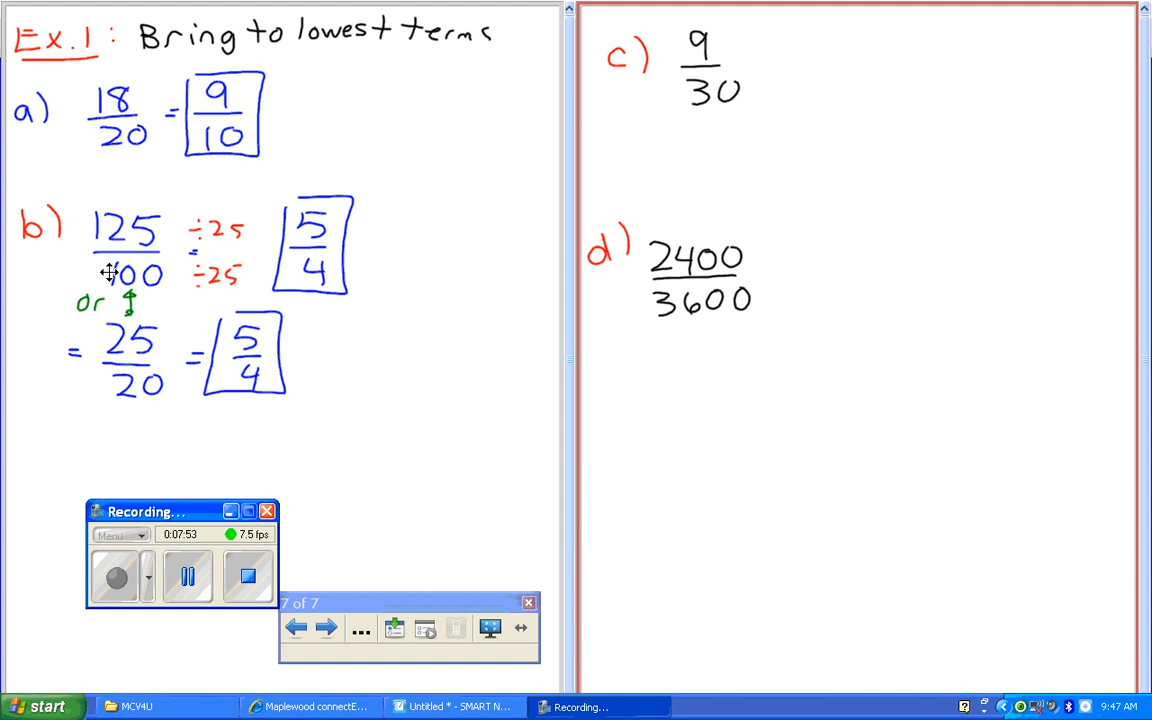 Ex.1: Bring to lowest terms
a) 18/20 = 9/10
b) 125/100 ÷25/÷25 = 5/4
or
= 25/20 = 5/4
c) 9/30
d) 2400/3600
Recording...
Menu 0:07:53 7.5 fps
7 of 7
...
start MCV4U Maplewood connectE... Untitled * - SMART N... Recording... ? 9:47 AM